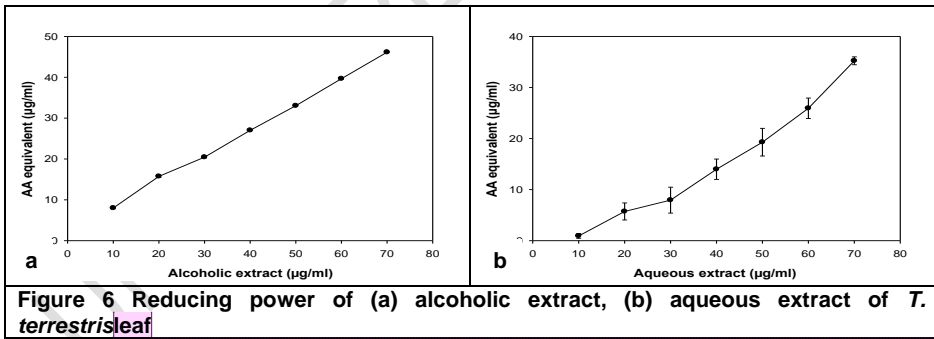 50
40
30
20
10
0
0 10 20 30 40 50 60 70 80
AA equivalent (µg/ml)
Alcoholic extract (µg/ml)
a
40
30
20
10
0
0 10 20 30 40 50 60 70 80
AA equivalent (µg/ml)
Aqueous extract (µg/ml)
b
Figure 6 Reducing power of (a) alcoholic extract, (b) aqueous extract of T.
terrestrisleaf